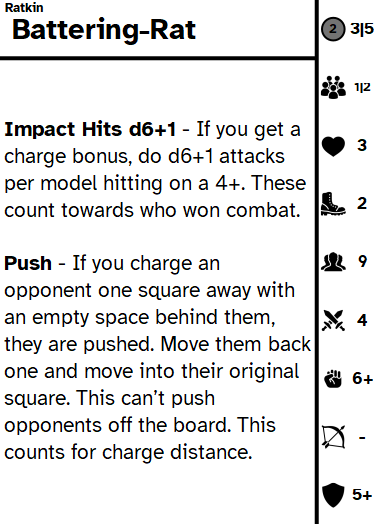 Ratkin
Battering-Rat
2 3|5
1|2
Impact Hits d6+1 - If you get a
charge bonus, do d6+1 attacks
per model hitting on a 4+. These
count towards who won combat.
3
2
Push - If you charge an
opponent one square away with
an empty space behind them,
they are pushed. Move them back
one and move into their original
square. This can’t push
opponents off the board. This
counts for charge distance.
9
4
6+
-
5+